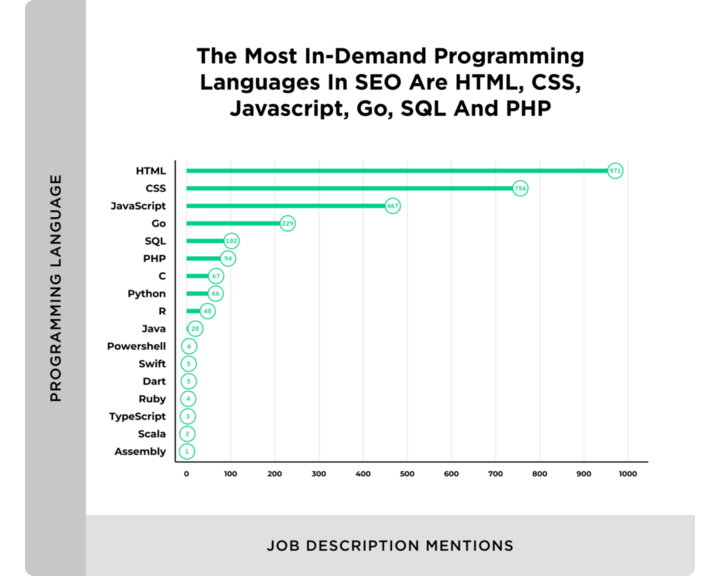 The Most In-Demand Programming
Languages In SEO Are HTML, CSS,
Javascript, Go, SQL And PHP
PROGRAMMING LANGUAGE
HTML 971
CSS 756
JavaScript 467
Go 229
SQL 102
PHP 94
C 67
Python 66
R 48
Java 20
Powershell 6
Swift 5
Dart 5
Ruby 4
TypeScript 3
Scala 2
Assembly 1
0 100 200 300 400 500 600 700 800 900 1000
JOB DESCRIPTION MENTIONS